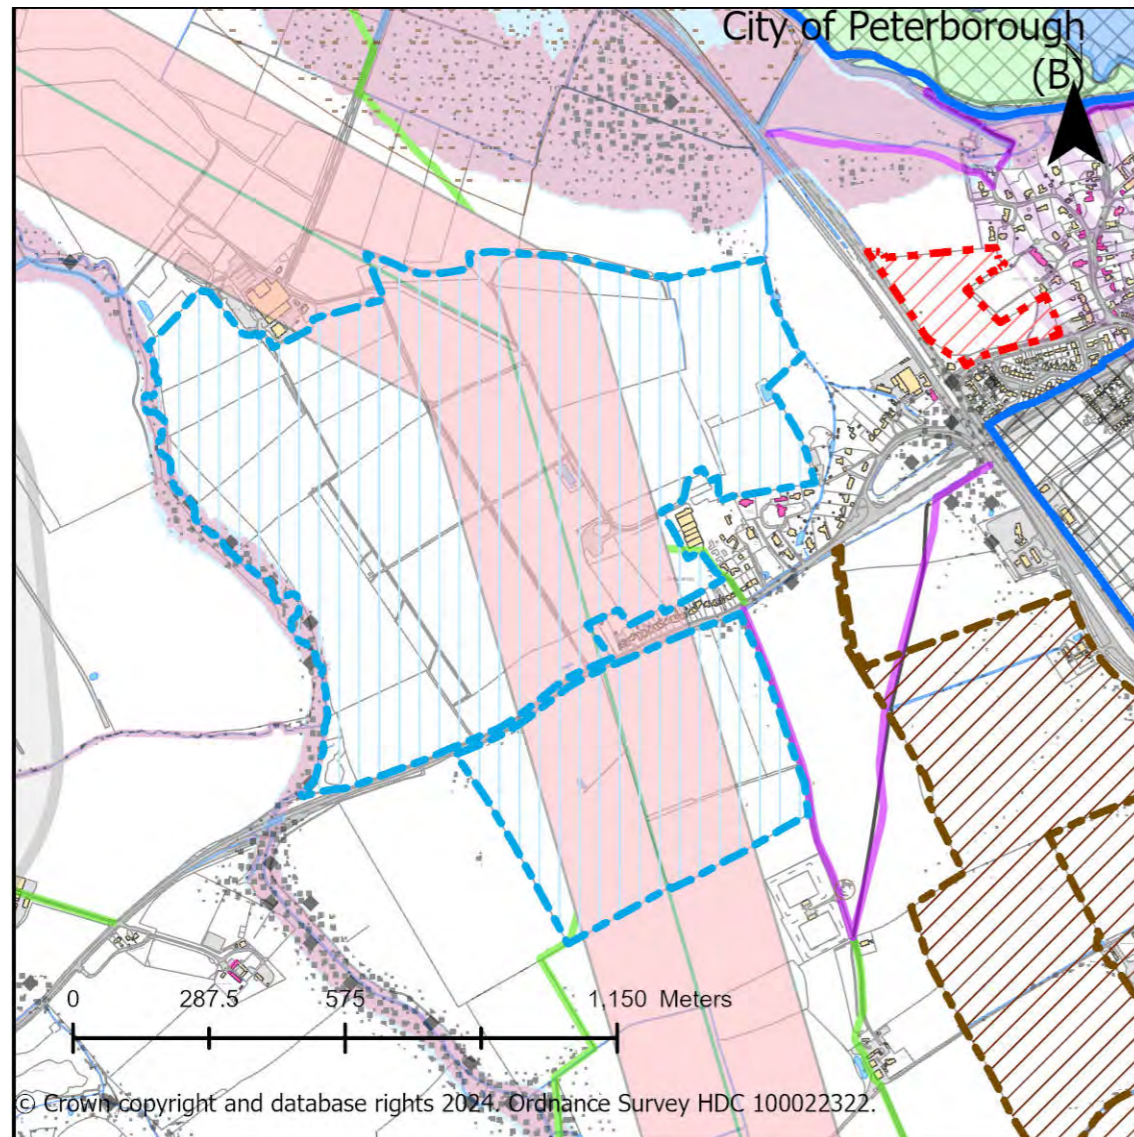 City of Peterborough
(B)
0 287.5 575 1.150 Meters
© Crown copyright and database rights 2024. Ordnance Survey HDC 100022322.